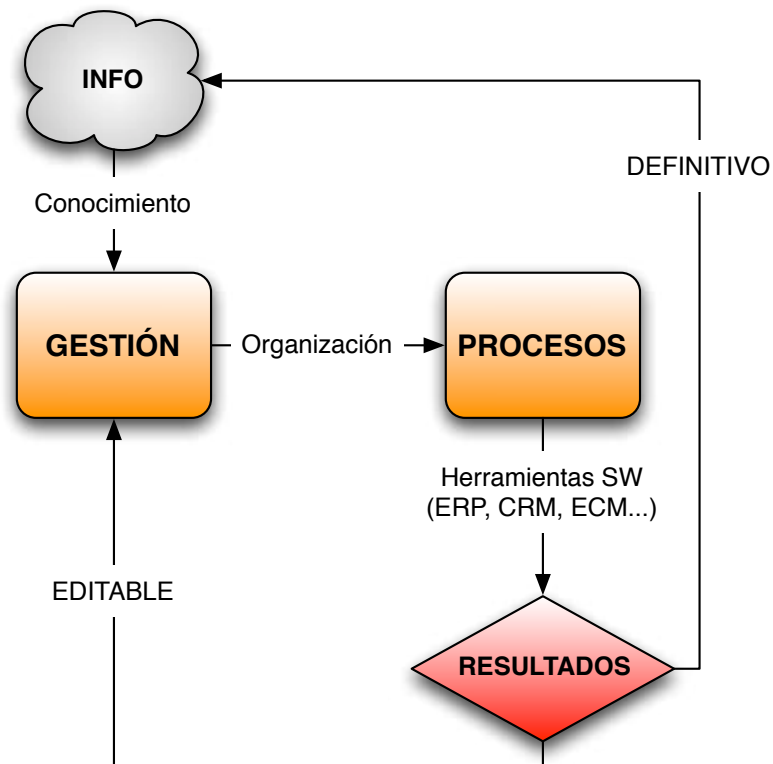 INFO
DEFINITIVO
Conocimiento
GESTIÓN
Organización
PROCESOS
Herramientas SW
(ERP, CRM, ECM...)
EDITABLE
RESULTADOS